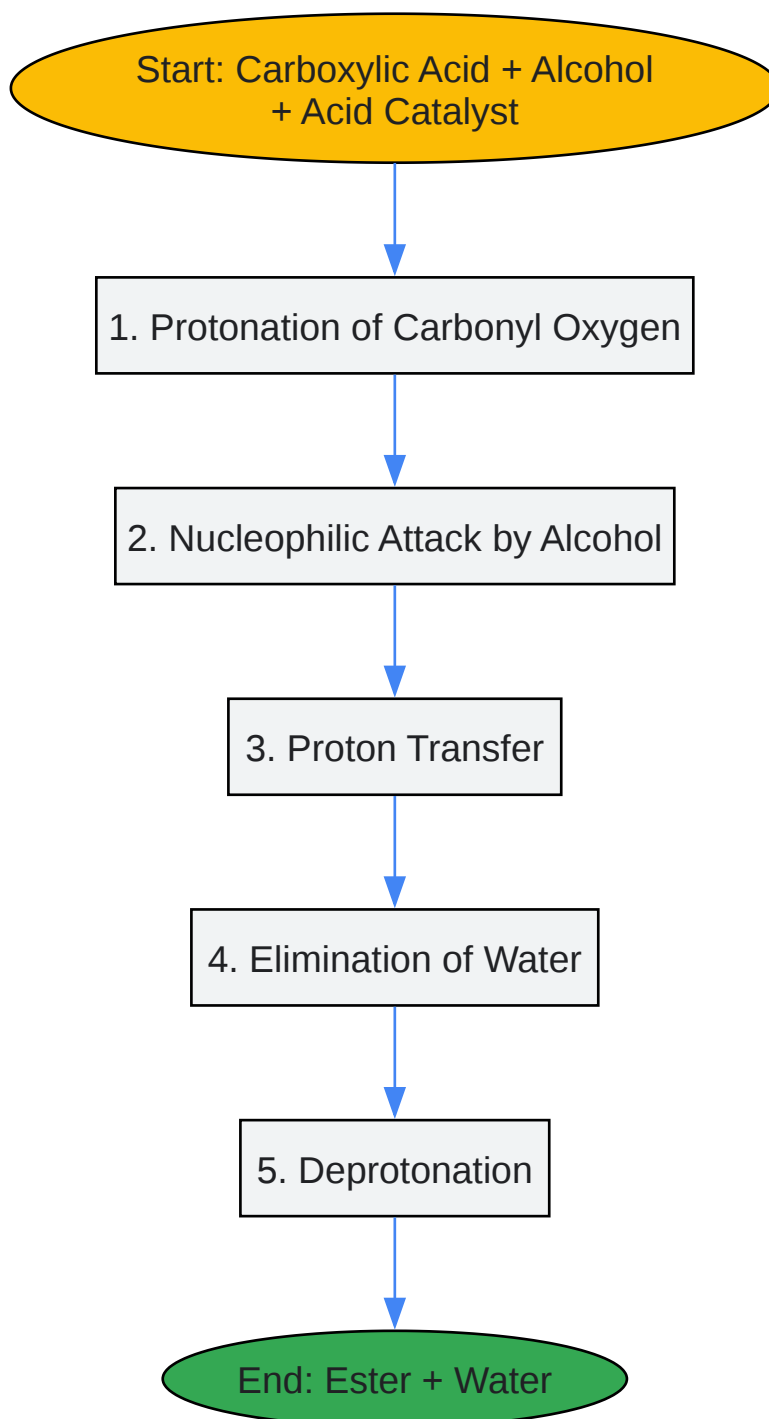 Start: Carboxylic Acid + Alcohol
+ Acid Catalyst
1. Protonation of Carbonyl Oxygen
2. Nucleophilic Attack by Alcohol
3. Proton Transfer
4. Elimination of Water
5. Deprotonation
End: Ester + Water